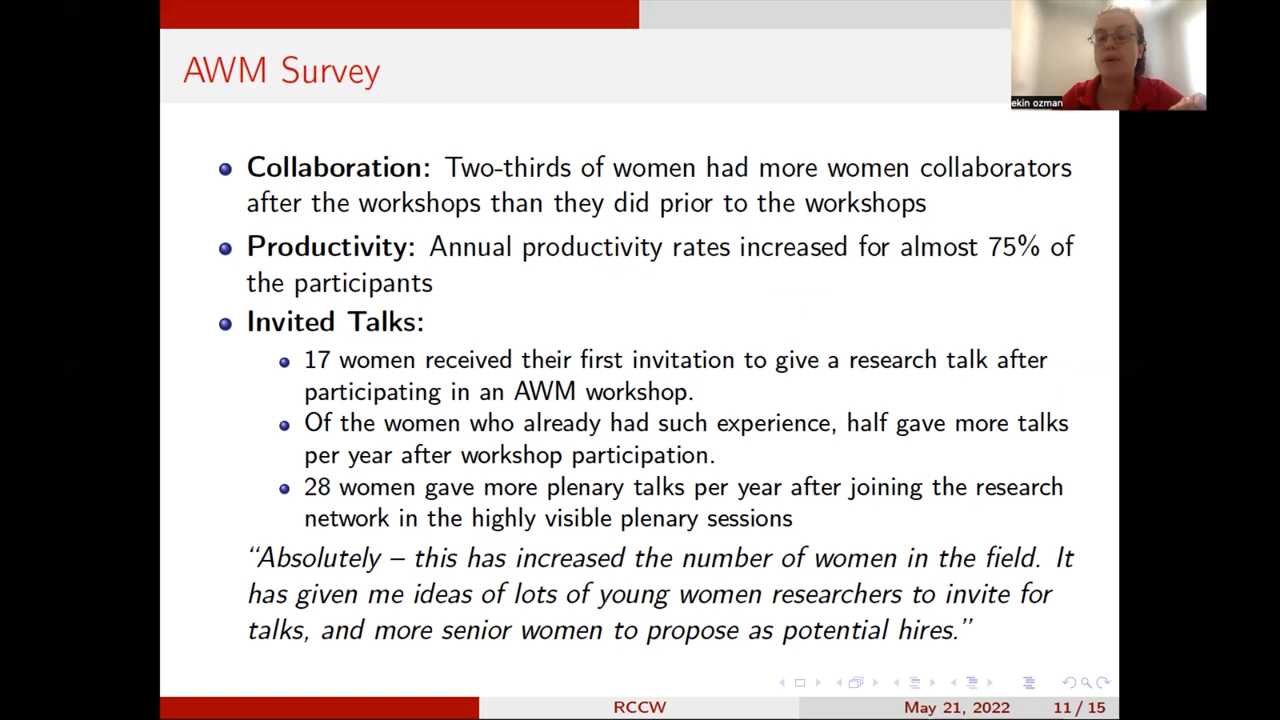 AWM Survey
ekin ozman
Collaboration: Two-thirds of women had more women collaborators
after the workshops than they did prior to the workshops
Productivity: Annual productivity rates increased for almost 75% of
the participants
Invited Talks:
17 women received their first invitation to give a research talk after
participating in an AWM workshop.
Of the women who already had such experience, half gave more talks
per year after workshop participation.
28 women gave more plenary talks per year after joining the research
network in the highly visible plenary sessions
“Absolutely – this has increased the number of women in the field. It
has given me ideas of lots of young women researchers to invite for
talks, and more senior women to propose as potential hires.”
RCCW May 21, 2022 11 / 15